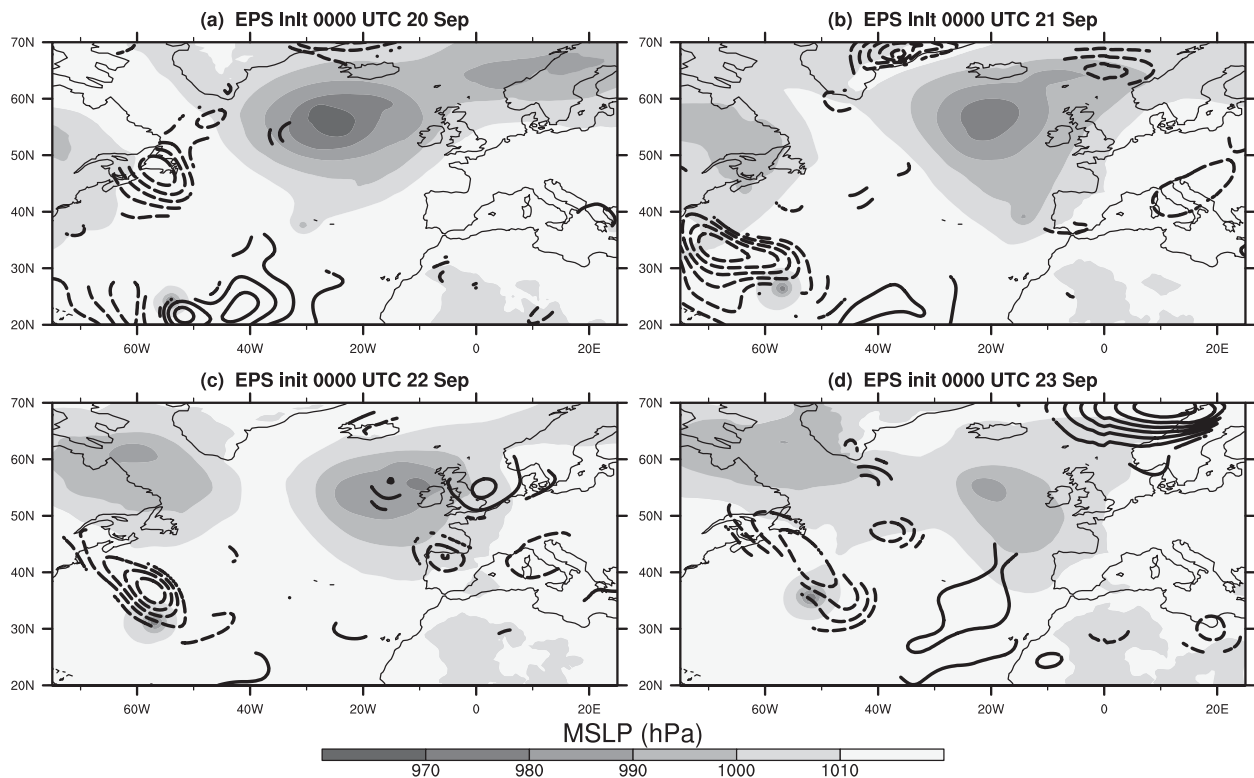 (a) EPS InIt 0000 UTC 20 Sep
(b) EPS InIt 0000 UTC 21 Sep
70N
60N
50N
40N
30N
20N
60W 40W 20W 0 20E
70N
60N
50N
40N
30N
20N
60W 40W 20W 0 20E
(c) EPS init 0000 UTC 22 Sep
(d) EPS init 0000 UTC 23 Sep
70N
60N
50N
40N
30N
20N
60W 40W 20W 0 20E
70N
60N
50N
40N
30N
20N
60W 40W 20W 0 20E
MSLP (hPa)
970 980 990 1000 1010